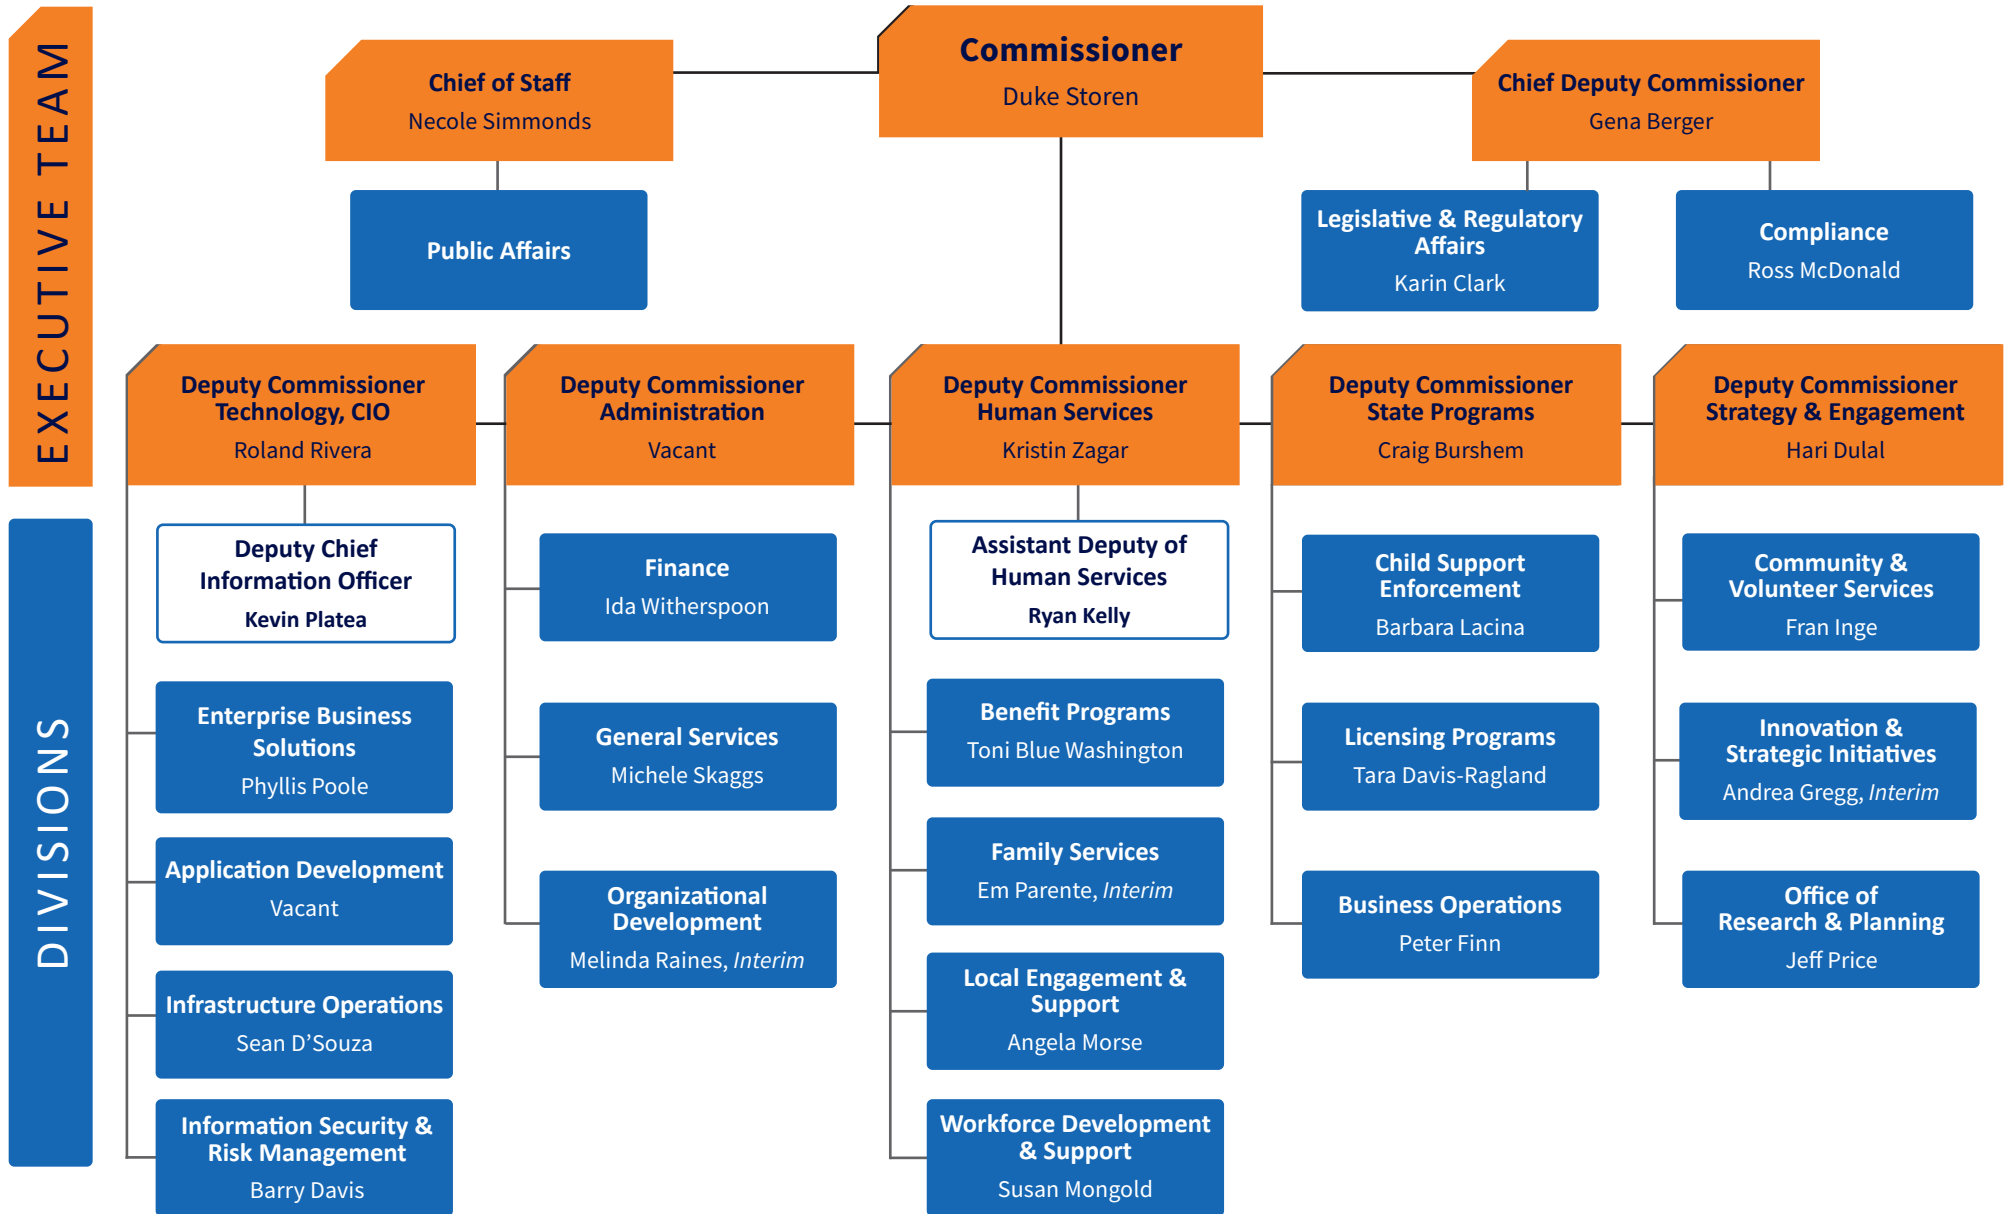 EXECUTIVE TEAM
Commissioner
Duke Storen
Chief of Staff
Necole Simmonds
Chief Deputy Commissioner
Gena Berger
Public Affairs
Legislative & Regulatory
Affairs
Karin Clark
Compliance
Ross McDonald
Deputy Commissioner
Technology, CIO
Roland Rivera
Deputy Commissioner
Administration
Vacant
Deputy Commissioner
Human Services
Kristin Zagar
Deputy Commissioner
State Programs
Craig Burshem
Deputy Commissioner
Strategy & Engagement
Hari Dulal
DIVISIONS
Deputy Chief
Information Officer
Kevin Platea
Enterprise Business
Solutions
Phyllis Poole
Application Development
Vacant
Infrastructure Operations
Sean D’Souza
Information Security &
Risk Management
Barry Davis
Finance
Ida Witherspoon
General Services
Michele Skaggs
Organizational
Development
Melinda Raines, Interim
Assistant Deputy of
Human Services
Ryan Kelly
Benefit Programs
Toni Blue Washington
Family Services
Em Parente, Interim
Local Engagement &
Support
Angela Morse
Workforce Development
& Support
Susan Mongold
Child Support
Enforcement
Barbara Lacina
Licensing Programs
Tara Davis-Ragland
Business Operations
Peter Finn
Community &
Volunteer Services
Fran Inge
Innovation &
Strategic Initiatives
Andrea Gregg, Interim
Office of
Research & Planning
Jeff Price